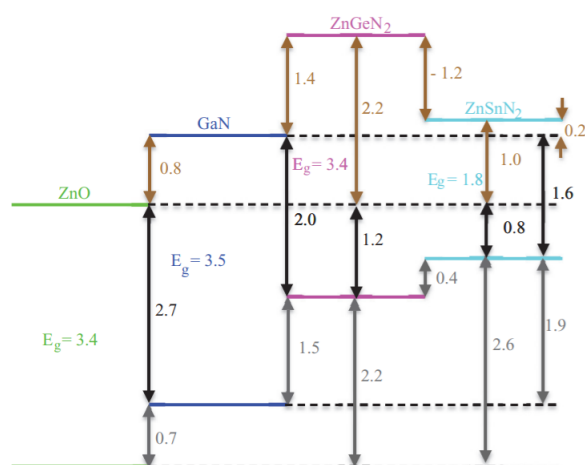 ZnGeN2
1.4
- 1.2
ZnSnN2
2.2
GaN
0.2
0.8
Eg= 3.4
1.0
Eg= 1.8
1.6
ZnO
2.0
1.2
0.8
Eg= 3.5
0.4
2.7
1.9
Eg= 3.4
1.5
2.6
2.2
0.7